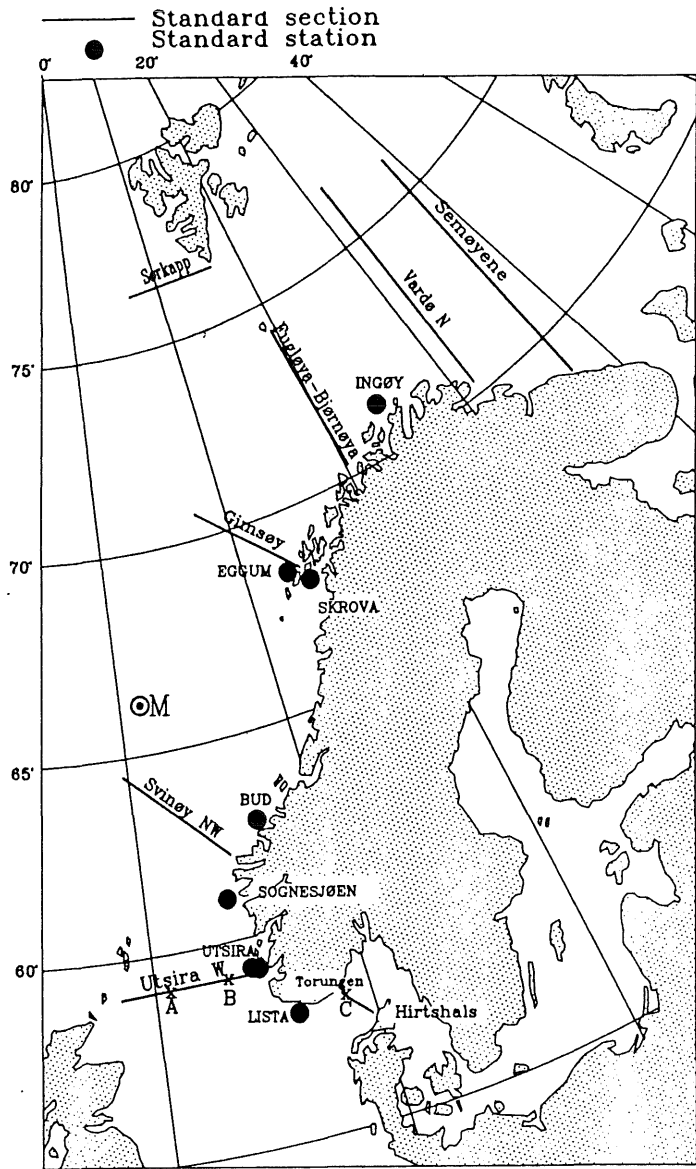 Standard section
Standard station
0° 20° 40°
80°
75°
70°
65°
60°
Sørkapp
Semøyene
Vardø N
Fugløya-Bjørnøya
INGØY
Gimsøy
EGGUM
SKROVA
M
Svinøy NW
BUD
SOGNESJØEN
UTSIRA
Utsira W
A
B
Torungen
C
LISTA
Hirtshals